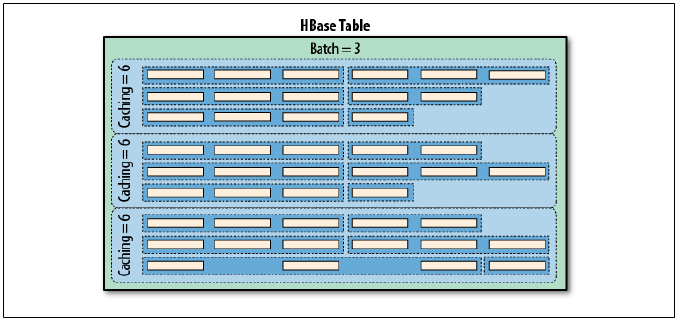 HBase Table
Batch = 3
Caching = 6
Caching = 6
Caching = 6